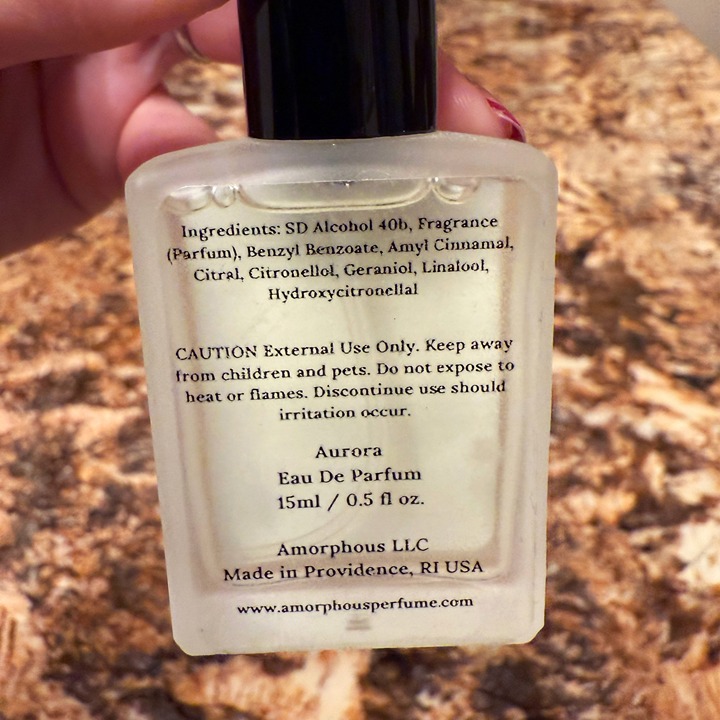 Ingredients: SD Alcohol 40b, Fragrance
(Parfum), Benzyl Benzoate, Amyl Cinnamal,
Citral, Citronellol, Geraniol, Linalool,
Hydroxycitronellal
CAUTION External Use Only. Keep away
from children and pets. Do not expose to
heat or flames. Discontinue use should
irritation occur.
Aurora
Eau De Parfum
15ml / 0.5 fl oz.
Amorphous LLC
Made in Providence, RI USA
www.amorphousperfume.com